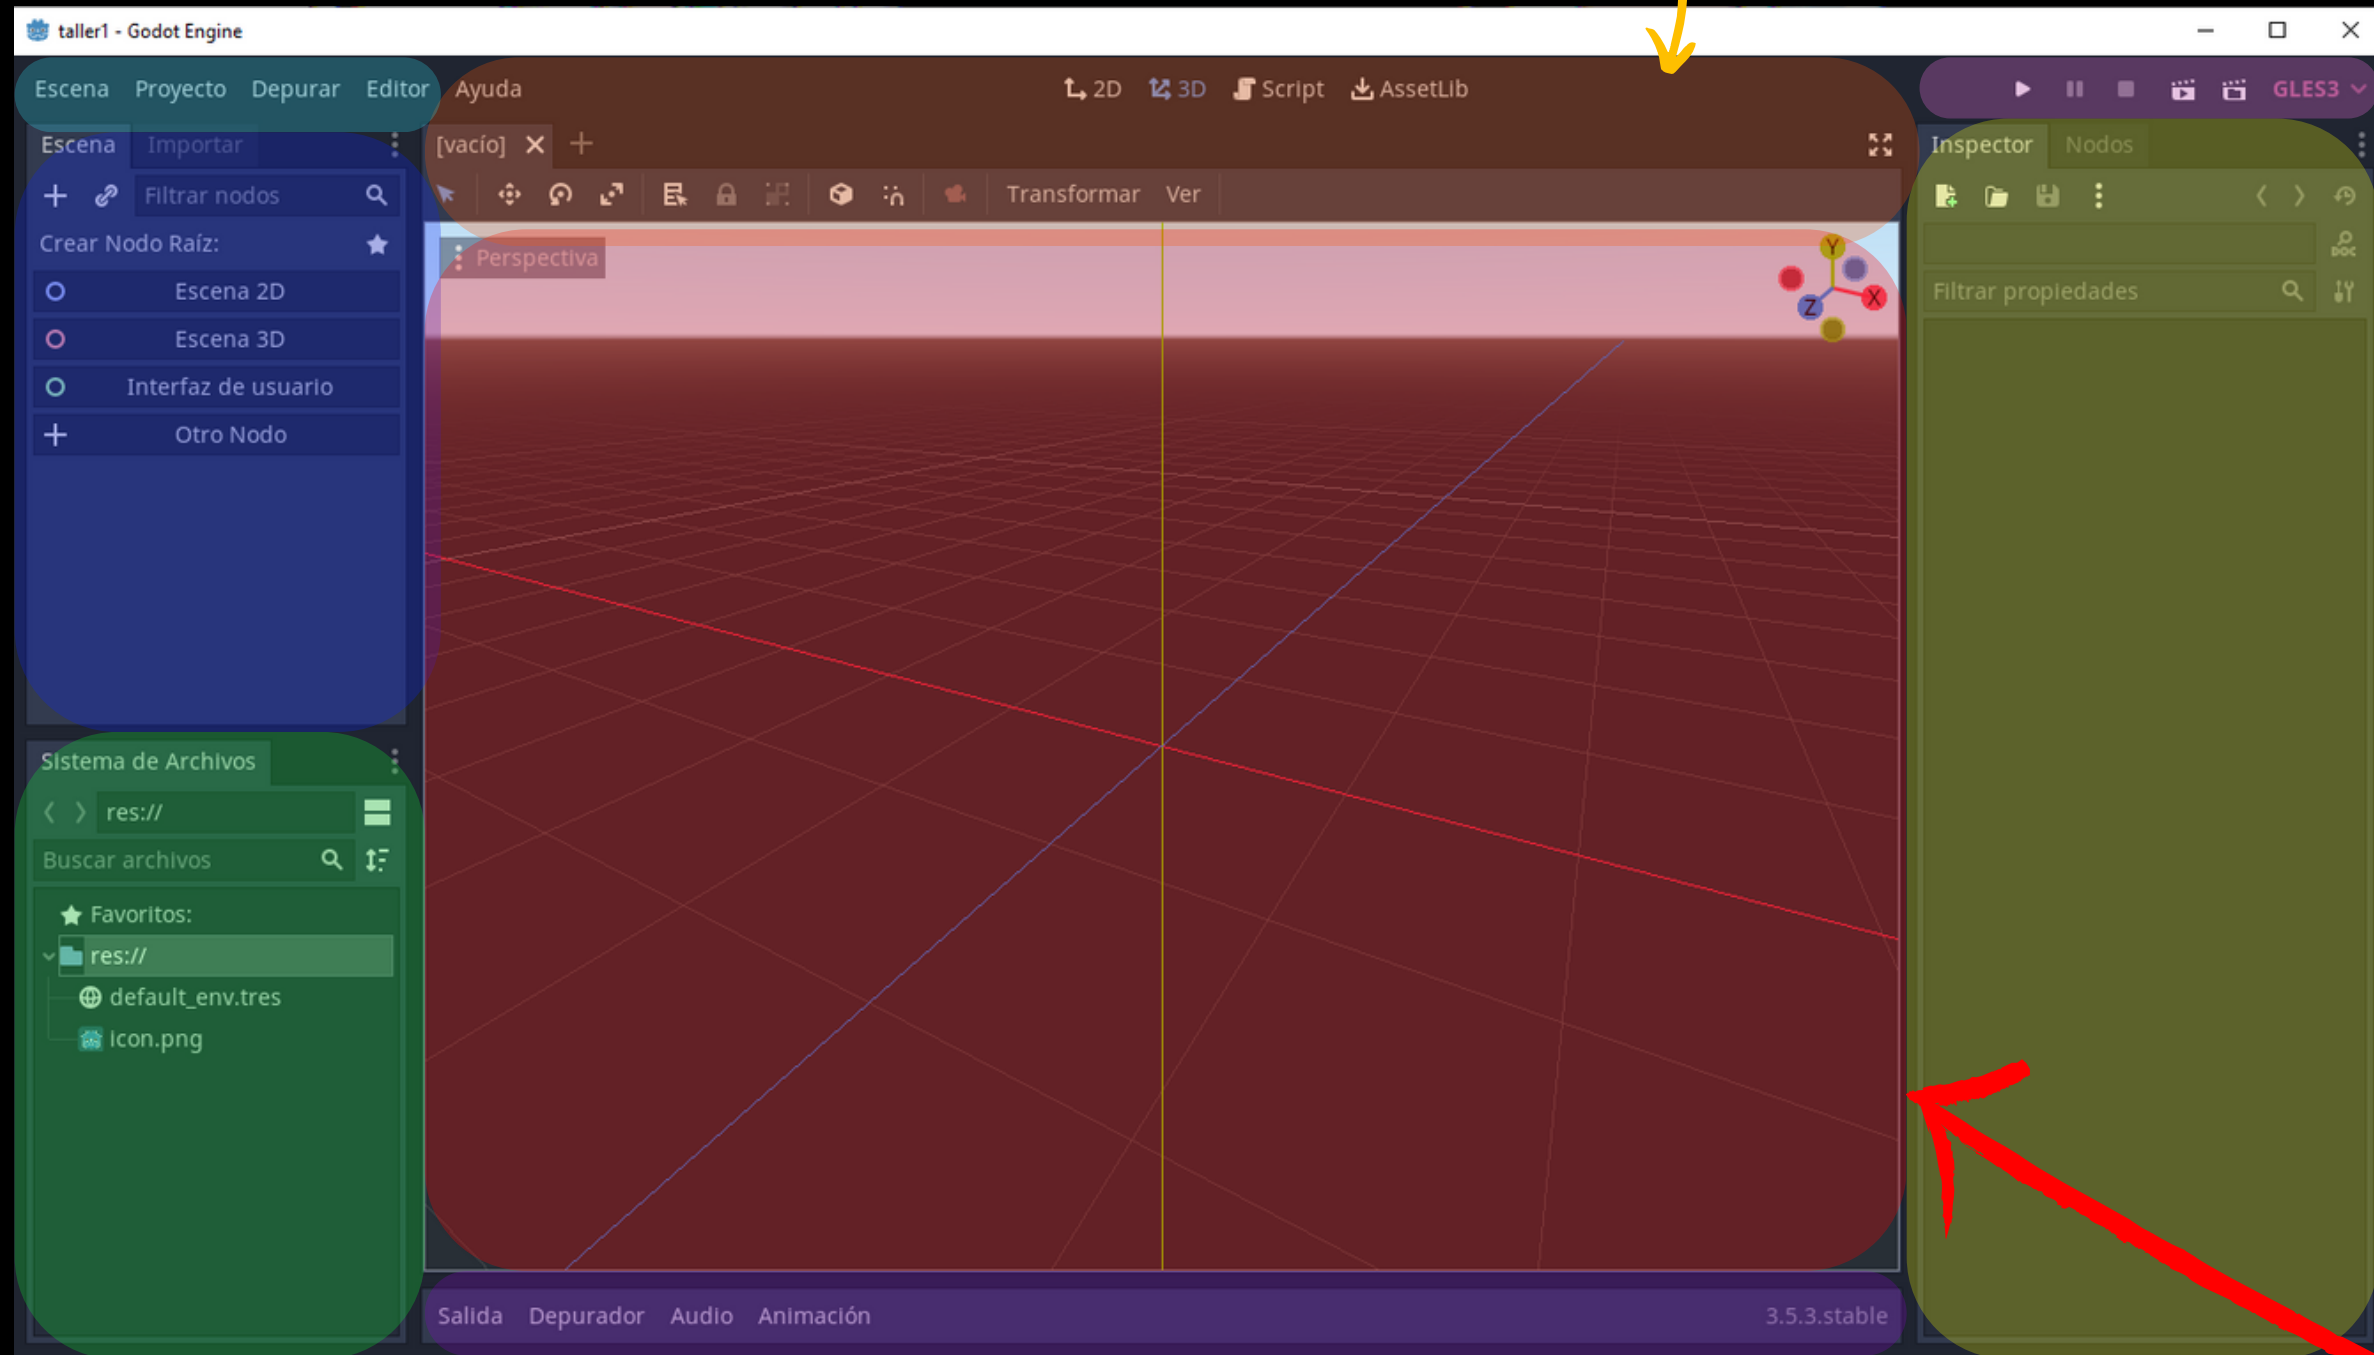 taller1 - Godot Engine
Escena Proyecto Depurar Editor Ayuda 2D 3D Script AssetLib GLES3
Escena Importar
Filtrar nodos
Crear Nodo Raíz:
Escena 2D
Escena 3D
Interfaz de usuario
Otro Nodo
Sistema de Archivos
res://
Buscar archivos
Favoritos:
res://
default_env.tres
icon.png
[vacío]
Transformar Ver
Perspectiva
Y
X
Z
Salida Depurador Audio Animación 3.5.3.stable
Inspector Nodos
DOC
Filtrar propiedades